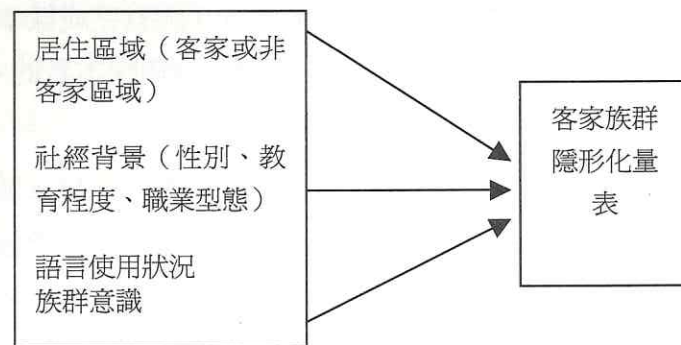 居住區域（客家或非
客家區域）
社經背景（性別、教
育程度、職業型態）
語言使用狀況
族群意識
客家族群
隱形化量
表